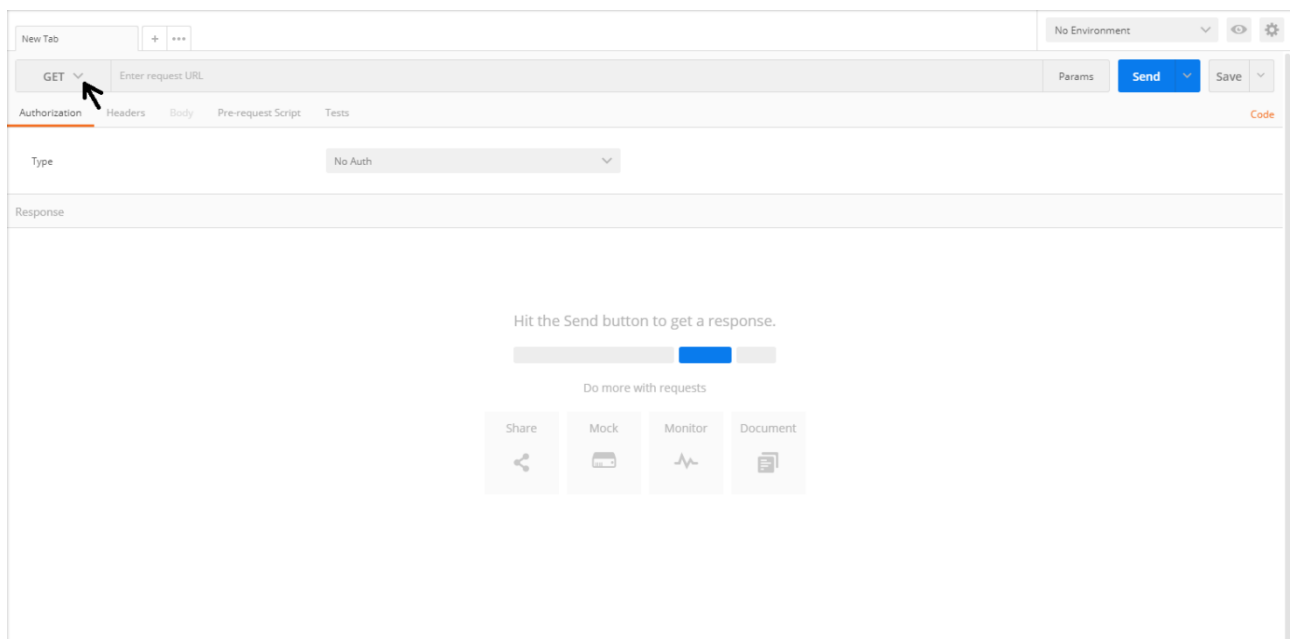 New Tab
+
No Environment
GET
Enter request URL
Params
Send
Save
Authorization
Headers
Body
Pre-request Script
Tests
Code
Type
No Auth
Response
Hit the Send button to get a response.
Do more with requests
Share
Mock
Monitor
Document